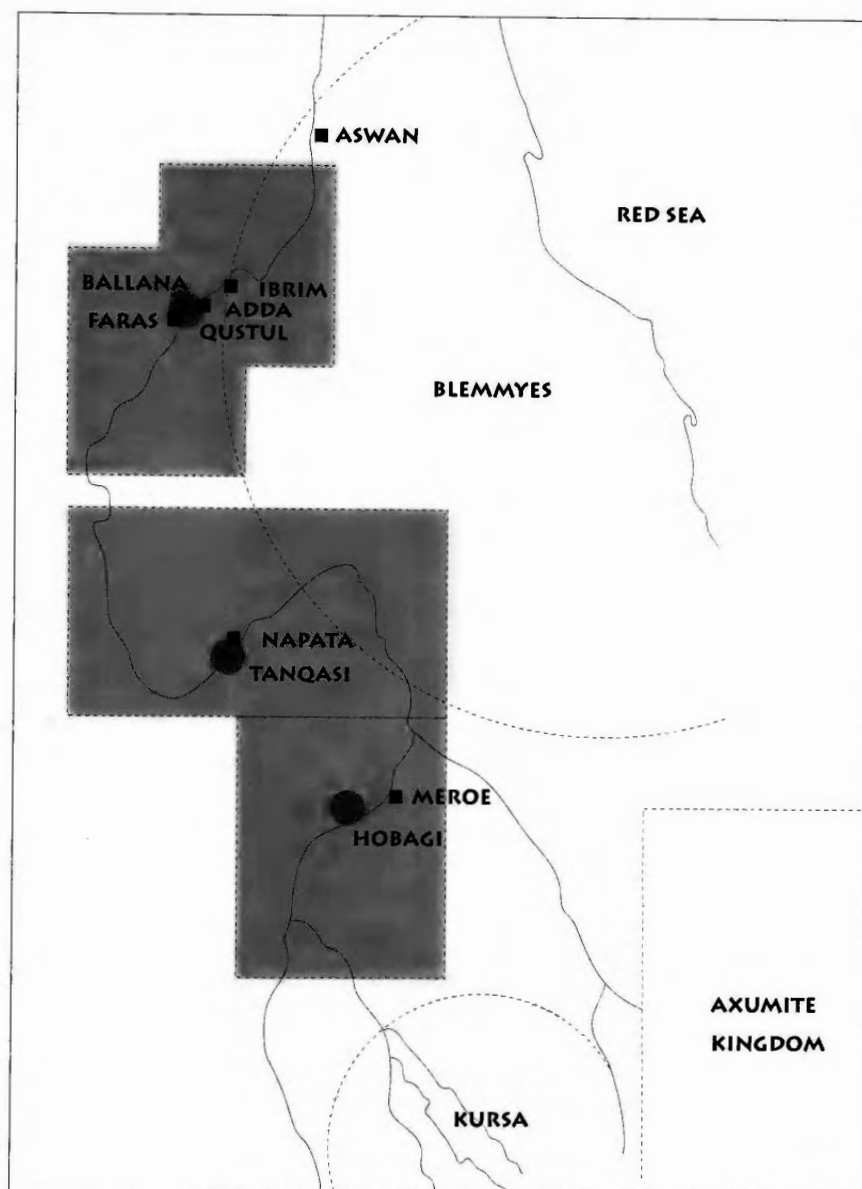 ASWAN
RED SEA
BALLANA
IBRIM
FARAS
ADDA
QUSTUL
BLEMMYES
NAPATA
TANQASI
MEROE
HOBAGI
AXUMITE
KINGDOM
KURSA